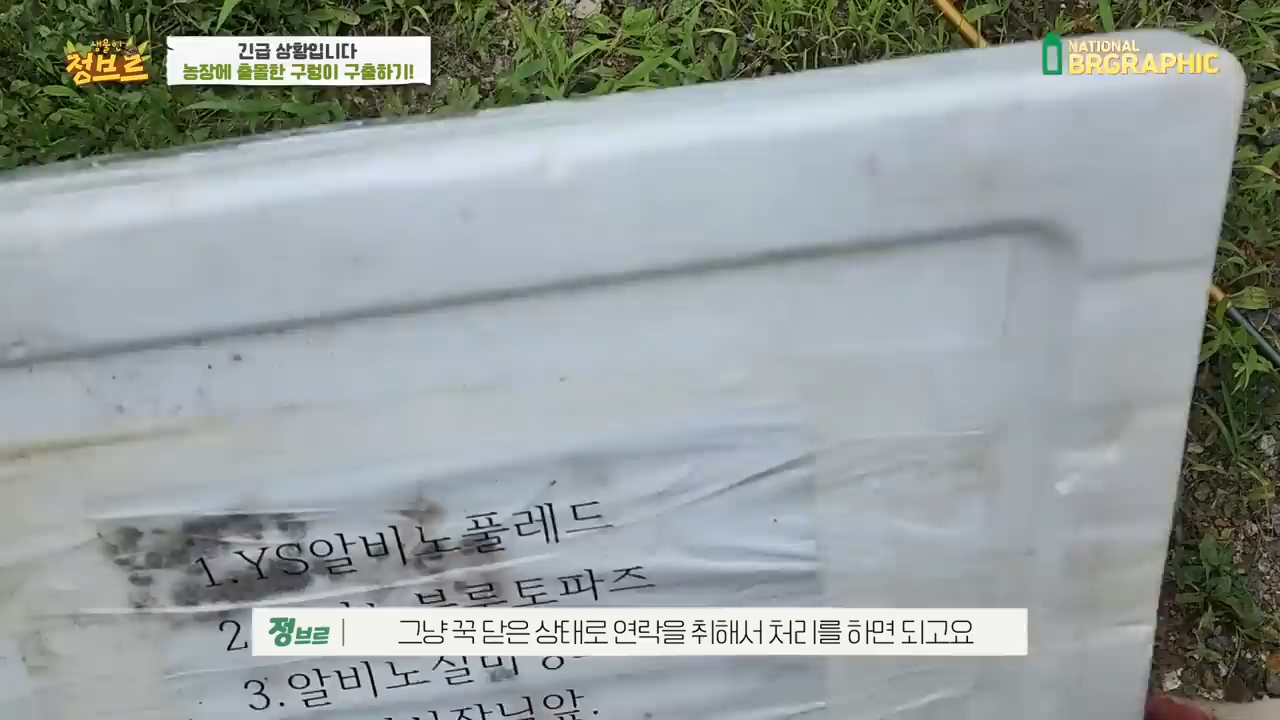 생물인
정브르
긴급 상황입니다
농장에 출몰한 구렁이 구출하기!
NATIONAL
BRGRAPHIC
1.YS알비노풀레드
2 블루토파즈
3.알비노실비
정브르
그냥 꾹 닫은 상태로 연락을 취해서 처리를 하면 되고요